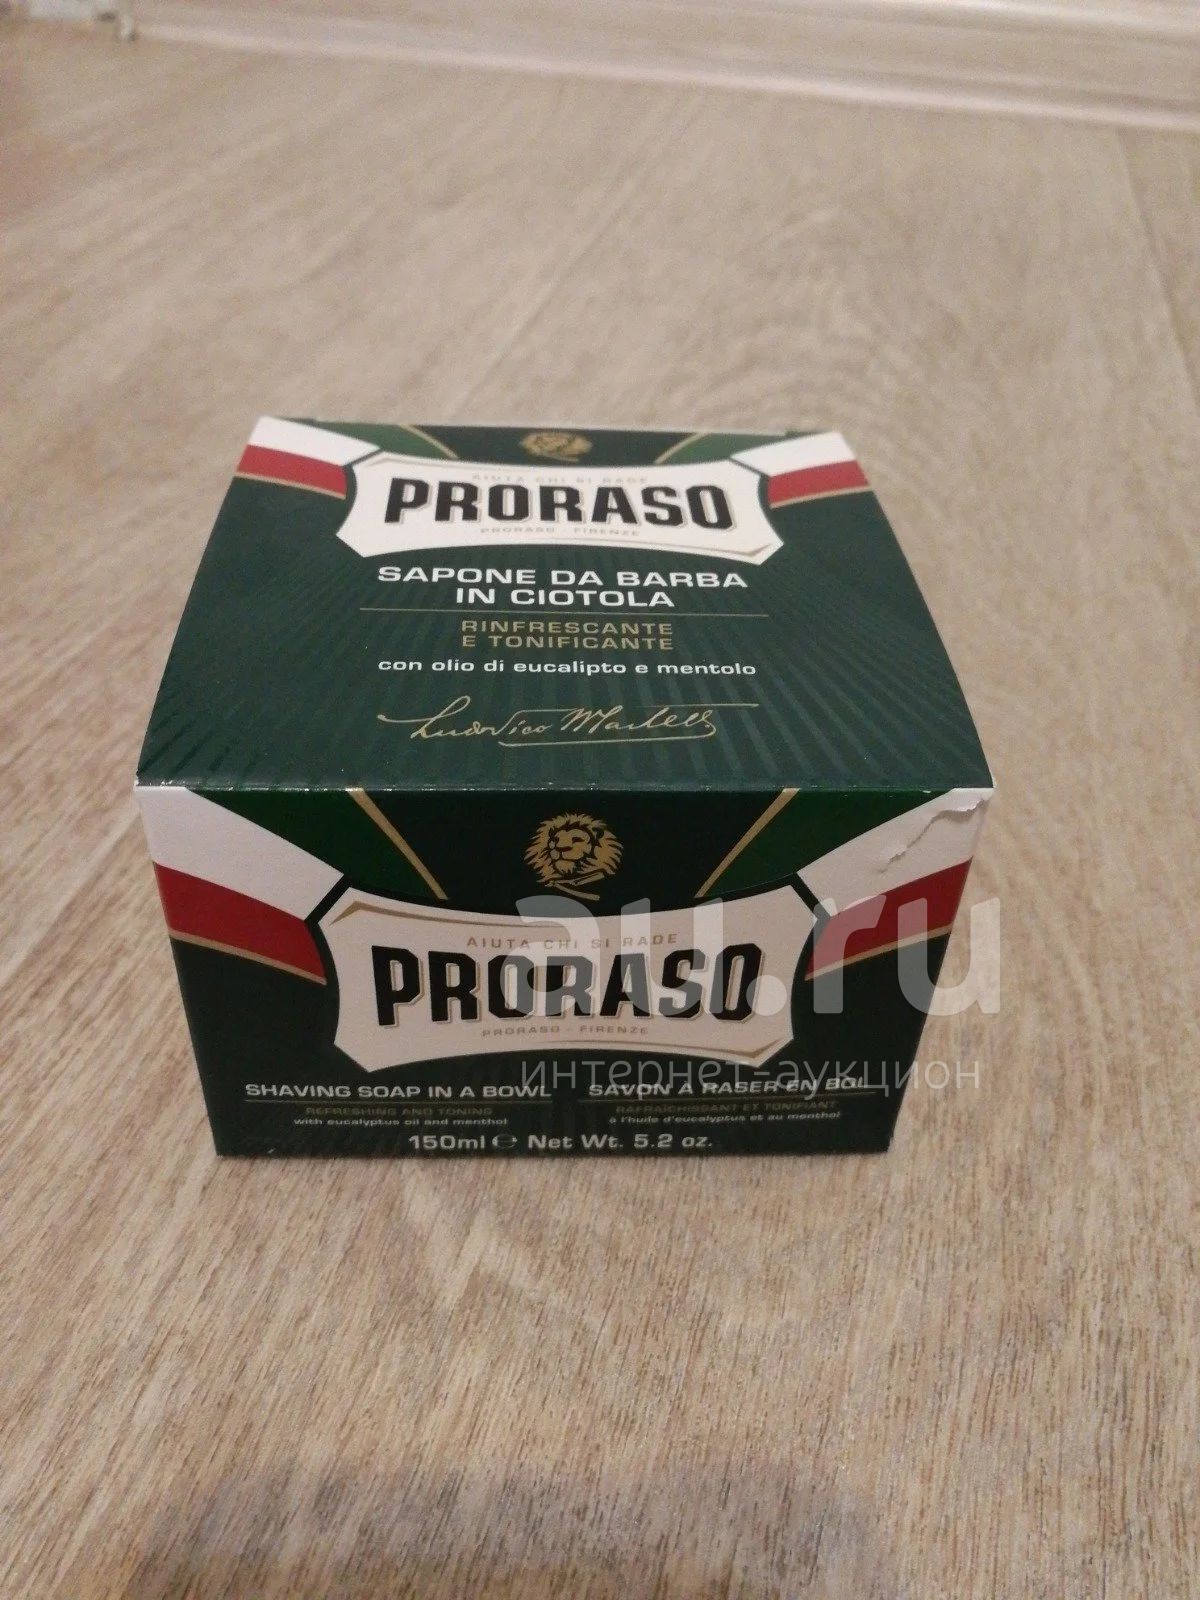 AIUTA CHI SI RADE
PRORASO
PRORASO - FIRENZE
SAPONE DA BARBA
IN CIOTOLA
RINFRESCANTE
E TONIFICANTE
con olio di eucalipto e mentolo
Ludovico Martelli
AIUTA CHI SI RADE
PRORASO
PRORASO - FIRENZE
au.ru
интернет-аукцион
SHAVING SOAP IN A BOWL
REFRESHING AND TONING
with eucalyptus oil and menthol
SAVON À RASER EN BOL
RAFRAÎCHISSANT ET TONIFIANT
à l'huile d'eucalyptus et au menthol
150ml ℮ Net Wt. 5.2 oz.